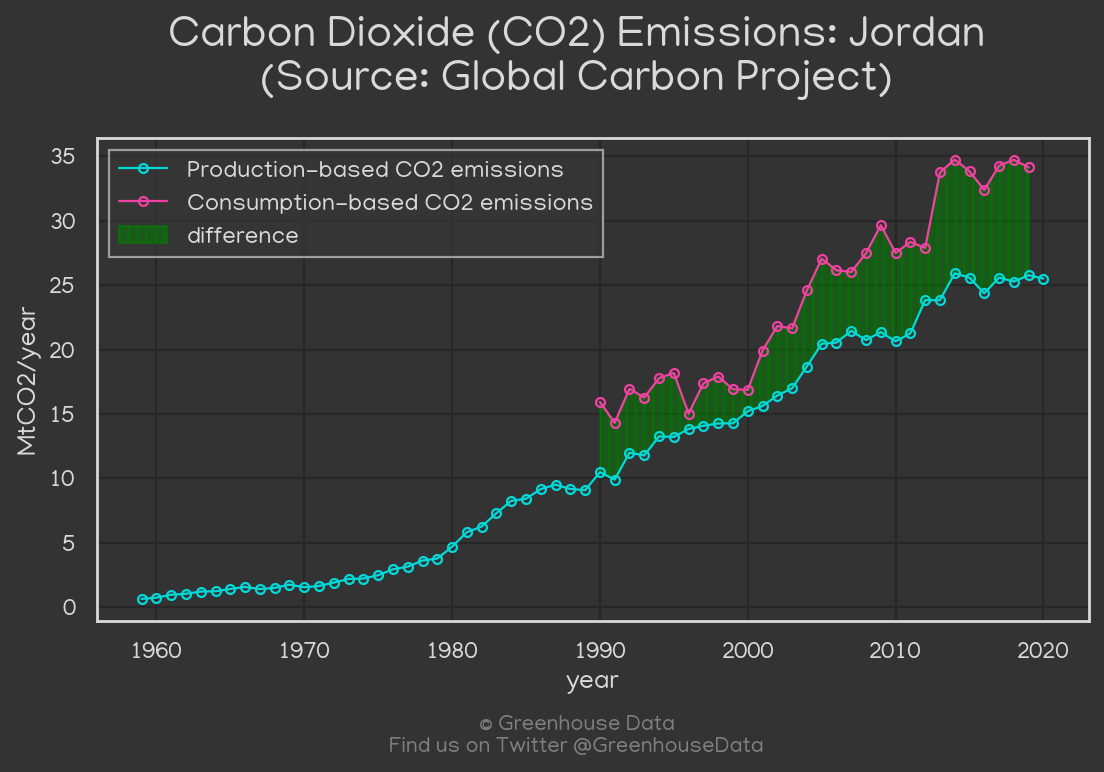 Carbon Dioxide (CO2) Emissions: Jordan
(Source: Global Carbon Project)
Production-based CO2 emissions
Consumption-based CO2 emissions
difference
35
30
25
20
15
10
5
0
MtCO2/year
1960 1970 1980 1990 2000 2010 2020
year
© Greenhouse Data
Find us on Twitter @GreenhouseData